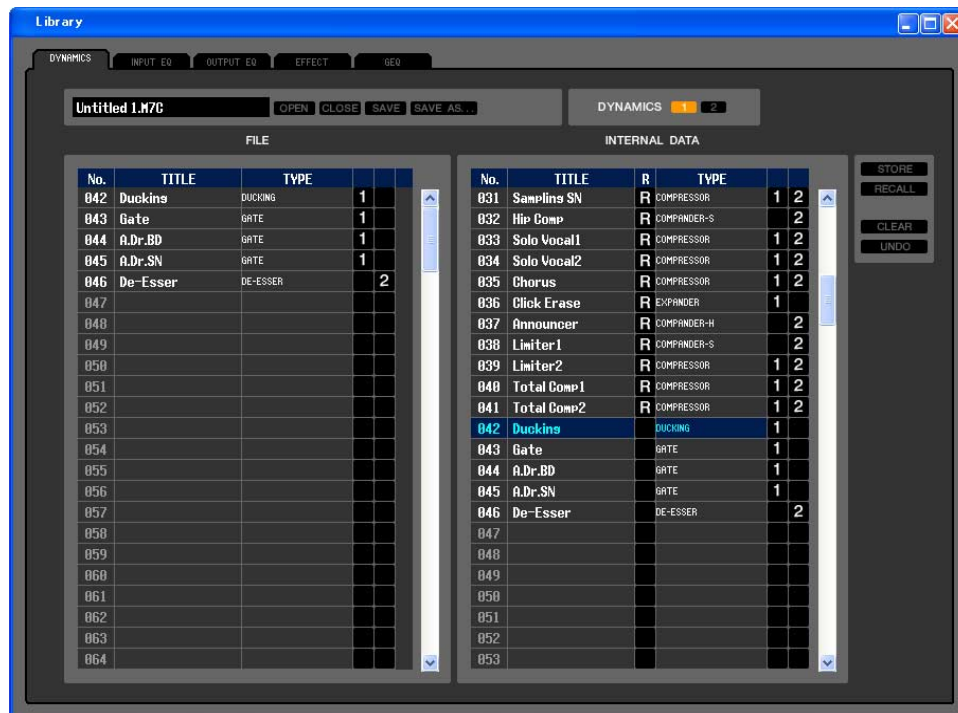 Library
DYNAMICS INPUT EQ OUTPUT EQ EFFECT GEQ
Untitled 1.M7C OPEN CLOSE SAVE SAVE AS... DYNAMICS 1 2
FILE
No. TITLE TYPE
042 Ducking DUCKING 1
043 Gate GATE 1
044 A.Dr.BD GATE 1
045 A.Dr.SN GATE 1
046 De-Esser DE-ESSER 2
047
048
049
050
051
052
053
054
055
056
057
058
059
060
061
062
063
064
INTERNAL DATA
No. TITLE R TYPE
031 Sampling SN R COMPRESSOR 1 2
032 Hip Comp R COMPANDER-S 2
033 Solo Vocal1 R COMPRESSOR 1 2
034 Solo Vocal2 R COMPRESSOR 1 2
035 Chorus R COMPRESSOR 1 2
036 Click Erase R EXPANDER 1
037 Announcer R COMPANDER-H 2
038 Limiter1 R COMPANDER-S 2
039 Limiter2 R COMPRESSOR 1 2
040 Total Comp1 R COMPRESSOR 1 2
041 Total Comp2 R COMPRESSOR 1 2
042 Ducking DUCKING 1
043 Gate GATE 1
044 A.Dr.BD GATE 1
045 A.Dr.SN GATE 1
046 De-Esser DE-ESSER 2
047
048
049
050
051
052
053
STORE
RECALL
CLEAR
UNDO